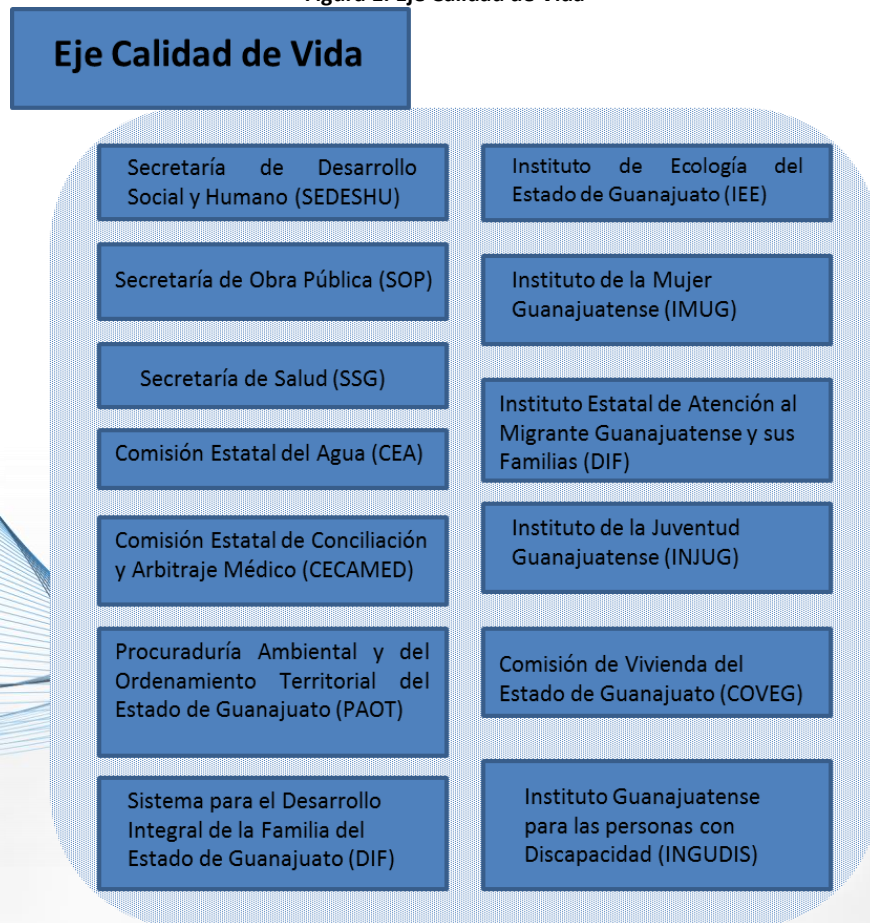 Eje Calidad de Vida
Secretaría de Desarrollo
Social y Humano (SEDESHU)
Secretaría de Obra Pública (SOP)
Secretaría de Salud (SSG)
Comisión Estatal del Agua (CEA)
Comisión Estatal de Conciliación
y Arbitraje Médico (CECAMED)
Procuraduría Ambiental y del
Ordenamiento Territorial del
Estado de Guanajuato (PAOT)
Sistema para el Desarrollo
Integral de la Familia del
Estado de Guanajuato (DIF)
Instituto de Ecología del
Estado de Guanajuato (IEE)
Instituto de la Mujer
Guanajuatense (IMUG)
Instituto Estatal de Atención al
Migrante Guanajuatense y sus
Familias (DIF)
Instituto de la Juventud
Guanajuatense (INJUG)
Comisión de Vivienda del
Estado de Guanajuato (COVEG)
Instituto Guanajuatense
para las personas con
Discapacidad (INGUDIS)